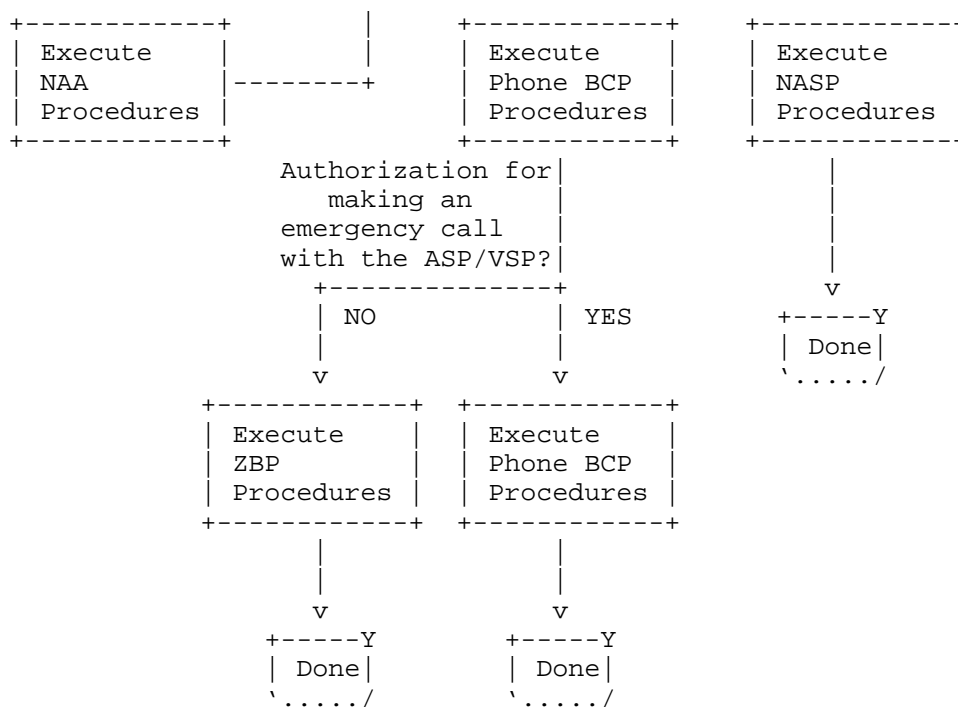 Execute Execute Execute
NAA Phone BCP NASP
Procedures Procedures Procedures
Authorization for
making an
emergency call
with the ASP/VSP?
v
NO YES
Done
v v
Execute Execute
ZBP Phone BCP
Procedures Procedures
v v
Y Y
Done Done